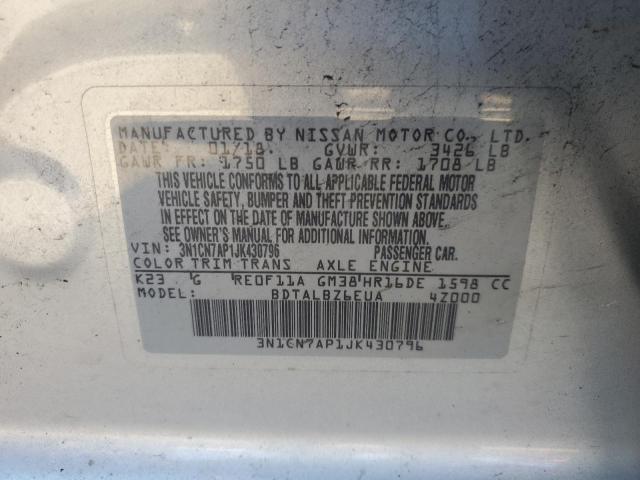 MANUFACTURED BY NISSAN MOTOR CO., LTD.
DATE: 01/18. GVWR: 3426 LB
GAWR FR: 1750 LB GAWR RR: 1708 LB
THIS VEHICLE CONFORMS TO ALL APPLICABLE FEDERAL MOTOR
VEHICLE SAFETY, BUMPER AND THEFT PREVENTION STANDARDS
IN EFFECT ON THE DATE OF MANUFACTURE SHOWN ABOVE.
SEE OWNER'S MANUAL FOR ADDITIONAL INFORMATION.
VIN: 3N1CN7AP1JK430796 PASSENGER CAR.
COLOR TRIM TRANS AXLE ENGINE
K23 G RE0F11A GM38 HR16DE 1598 CC
MODEL: BDTALBZ6EUA 4Z000
3N1CN7AP1JK430796